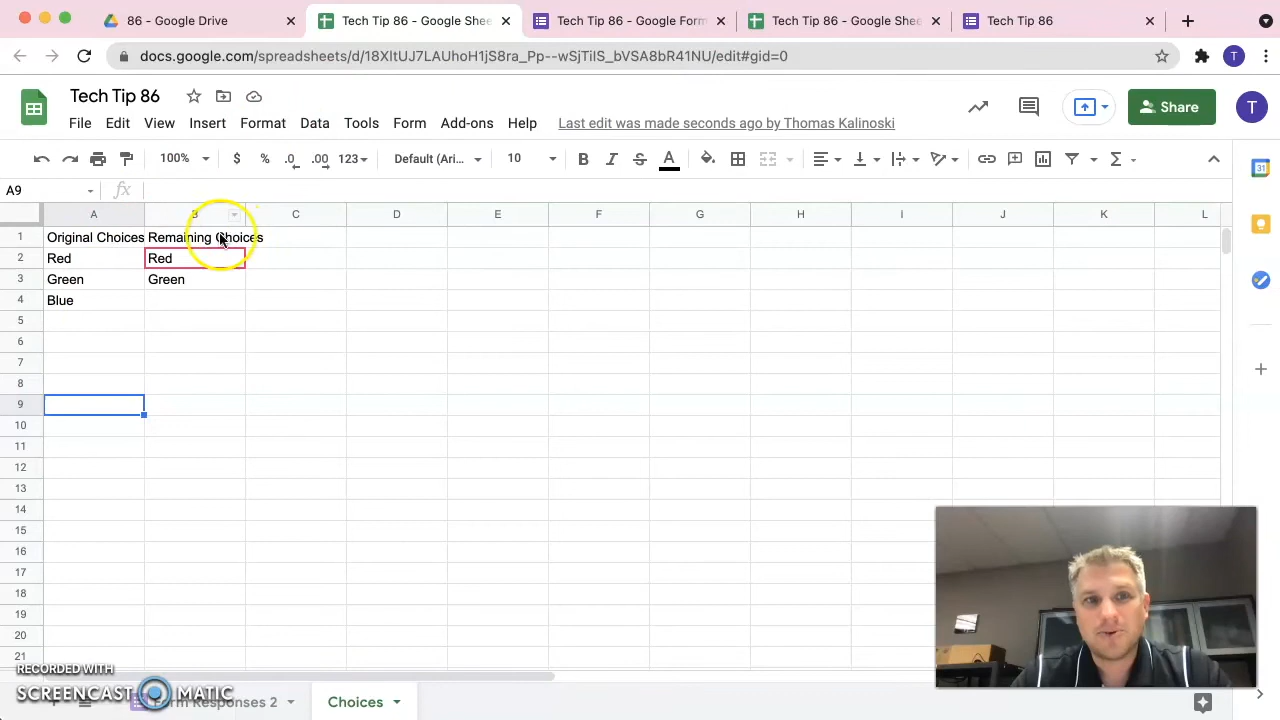 86 - Google Drive
Tech Tip 86 - Google Shee
Tech Tip 86 - Google Form
Tech Tip 86 - Google Shee
Tech Tip 86
docs.google.com/spreadsheets/d/18XltUJ7LAUhoH1jS8ra_Pp--wSjTilS_bVSA8bR41NU/edit#gid=0
T
Tech Tip 86
Share
T
File Edit View Insert Format Data Tools Form Add-ons Help Last edit was made seconds ago by Thomas Kalinoski
100% $ % .0 .00 123 Default (Ari... 10 B I S A Σ
A9 fx
A B C D E F G H I J K L
1 Original Choices Remaining Choices
2 Red Red
3 Green Green
4 Blue
5
6
7
8
9
10
11
12
13
14
15
16
17
18
19
20
21
RECORDED WITH
SCREENCAST MATIC
Form Responses 2 Choices
31